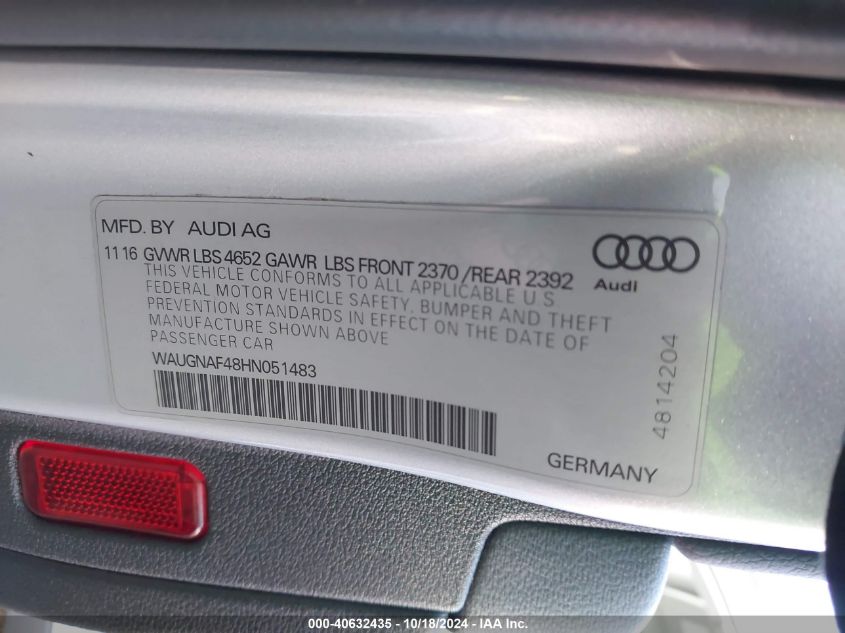 MFD. BY AUDI AG
11 16 GVWR LBS 4652 GAWR LBS FRONT 2370 /REAR 2392
THIS VEHICLE CONFORMS TO ALL APPLICABLE U S
FEDERAL MOTOR VEHICLE SAFETY, BUMPER AND THEFT
PREVENTION STANDARDS IN EFFECT ON THE DATE OF
MANUFACTURE SHOWN ABOVE
PASSENGER CAR
WAUGNAF48HN051483
Audi
4814204
GERMANY
000-40632435 - 10/18/2024 - IAA Inc.